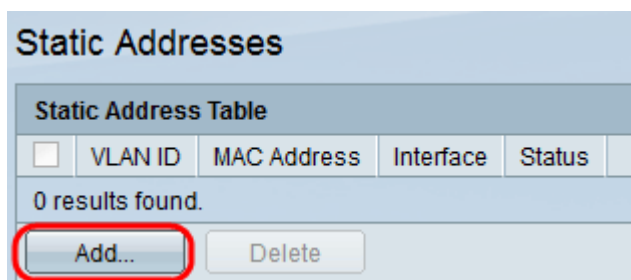 Static Addresses
Static Address Table
VLAN ID MAC Address Interface Status
0 results found.
Add... Delete